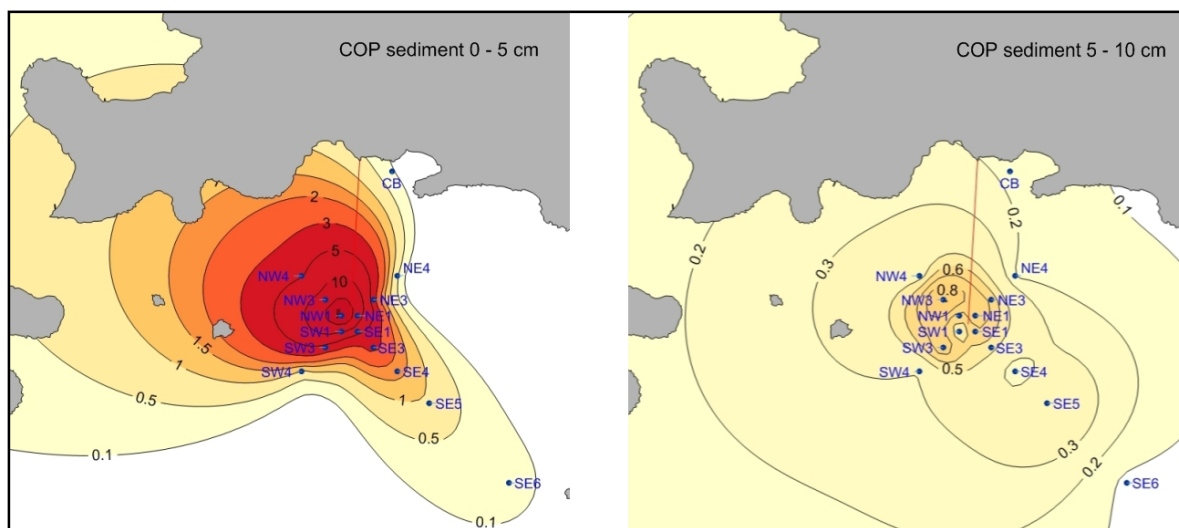 COP sediment 0 - 5 cm
CB
2
3
5
10
NW4
NE4
NW3
NE3
NW1
NE1
SW1
SE1
SW3
SE3
1.5
SW4
SE4
1
1
SE5
0.5
0.5
0.1
SE6
0.1
COP sediment 5 - 10 cm
CB
0.1
0.2
0.2
0.3
0.6
NW4
NE4
0.8
NW3
NE3
NW1
NE1
SW1
SE1
SW3
SE3
0.5
SW4
SE4
SE5
0.3
0.2
SE6